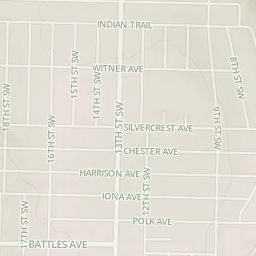 INDIAN TRAIL
8TH ST SW
WITNER AVE
15TH ST SW
14TH ST SW
18TH ST SW
13TH ST SW
9TH ST SW
SILVERCREST AVE
16TH ST SW
CHESTER AVE
HARRISON AVE
12TH ST SW
IONA AVE
17TH ST SW
POLK AVE
BATTLES AVE